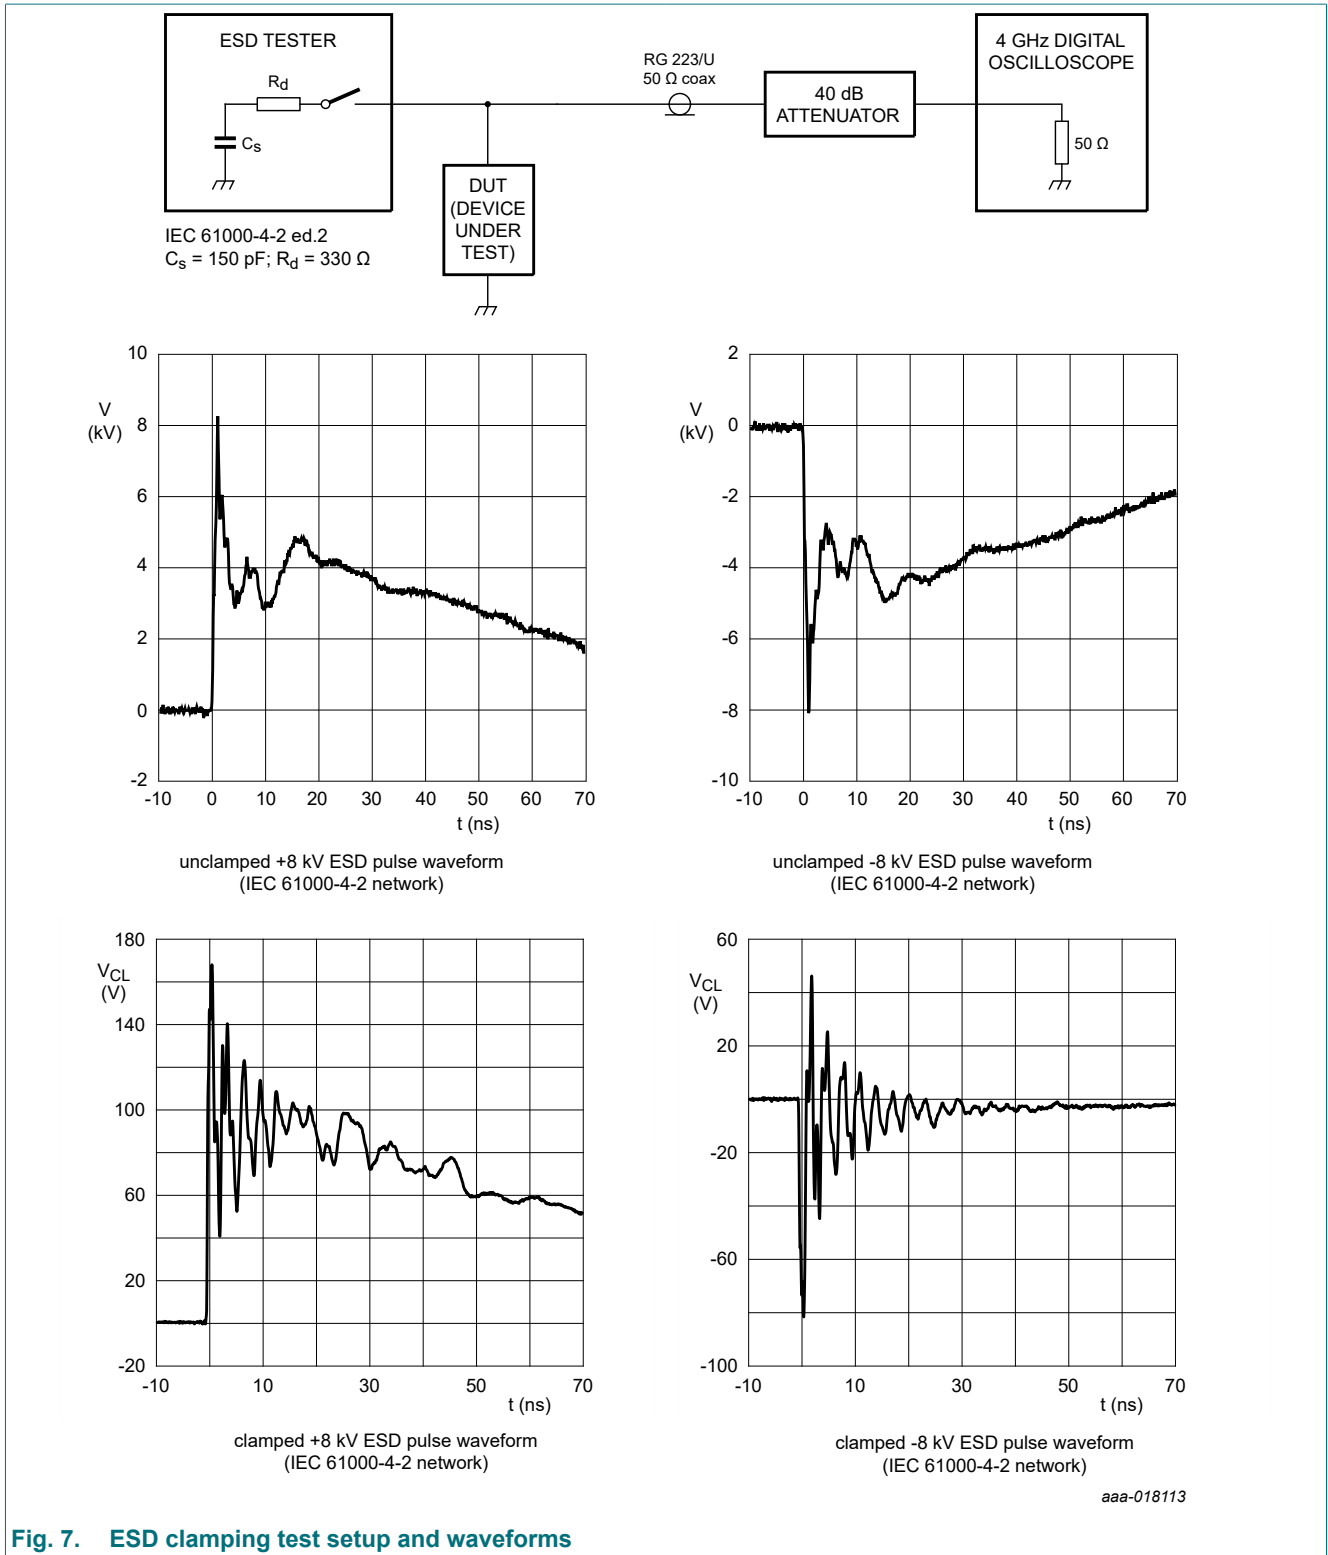 ESD TESTER
Rd
Cs
IEC 61000-4-2 ed.2
Cs = 150 pF; Rd = 330 Ω
DUT
(DEVICE
UNDER
TEST)
RG 223/U
50 Ω coax
40 dB
ATTENUATOR
4 GHz DIGITAL
OSCILLOSCOPE
50 Ω
V
(kV)
10
8
6
4
2
0
-2
-10 0 10 20 30 40 50 60 70
t (ns)
unclamped +8 kV ESD pulse waveform
(IEC 61000-4-2 network)
V
(kV)
2
0
-2
-4
-6
-8
-10
-10 0 10 20 30 40 50 60 70
t (ns)
unclamped -8 kV ESD pulse waveform
(IEC 61000-4-2 network)
VCL
(V)
180
140
100
60
20
-20
-10 10 30 50 70
t (ns)
clamped +8 kV ESD pulse waveform
(IEC 61000-4-2 network)
VCL
(V)
60
20
-20
-60
-100
-10 10 30 50 70
t (ns)
clamped -8 kV ESD pulse waveform
(IEC 61000-4-2 network)
aaa-018113
Fig. 7. ESD clamping test setup and waveforms